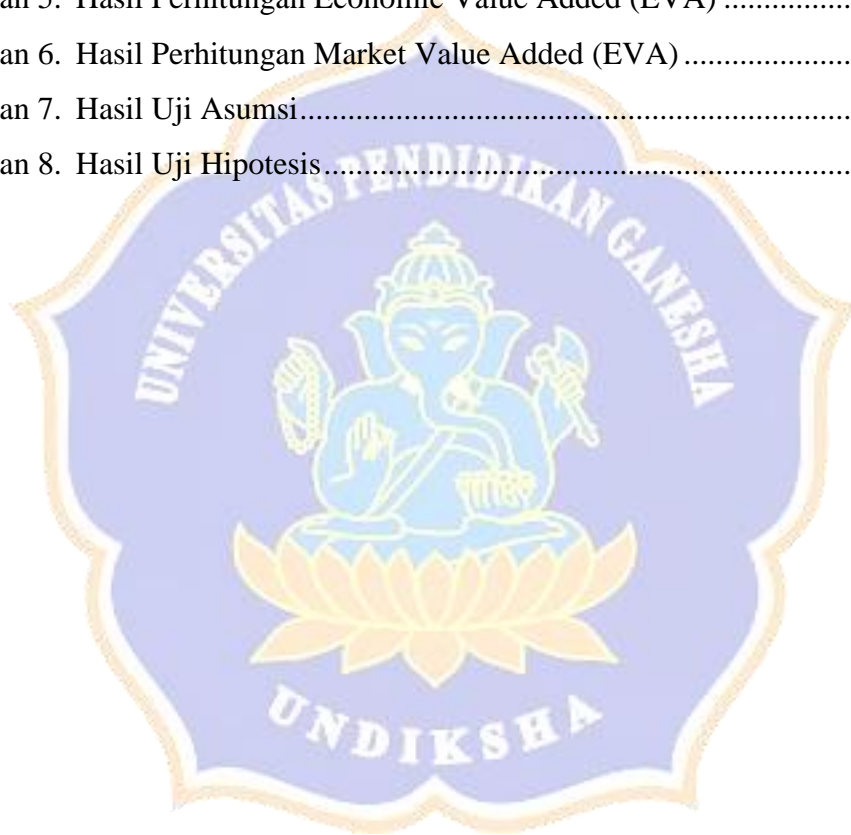 an 5. Hasil Perhitungan Economic Value Added (EVA) ................
an 6. Hasil Perhitungan Market Value Added (EVA) .....................
an 7. Hasil Uji Asumsi.....................................................................
an 8. Hasil Uji Hipotesis..................................................................
UNIVERSITAS PENDIDIKAN GANESHA
UNDIKSHA